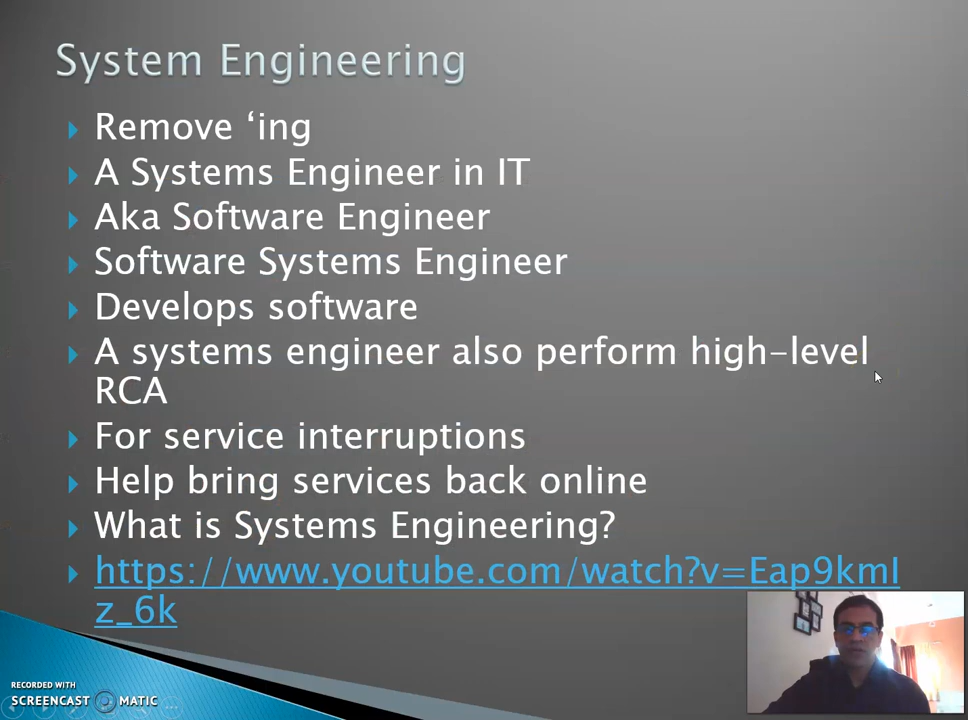 System Engineering
Remove ‘ing
A Systems Engineer in IT
Aka Software Engineer
Software Systems Engineer
Develops software
A systems engineer also perform high-level
RCA
For service interruptions
Help bring services back online
What is Systems Engineering?
https://www.youtube.com/watch?v=Eap9kmI
z_6k
RECORDED WITH
SCREENCAST MATIC